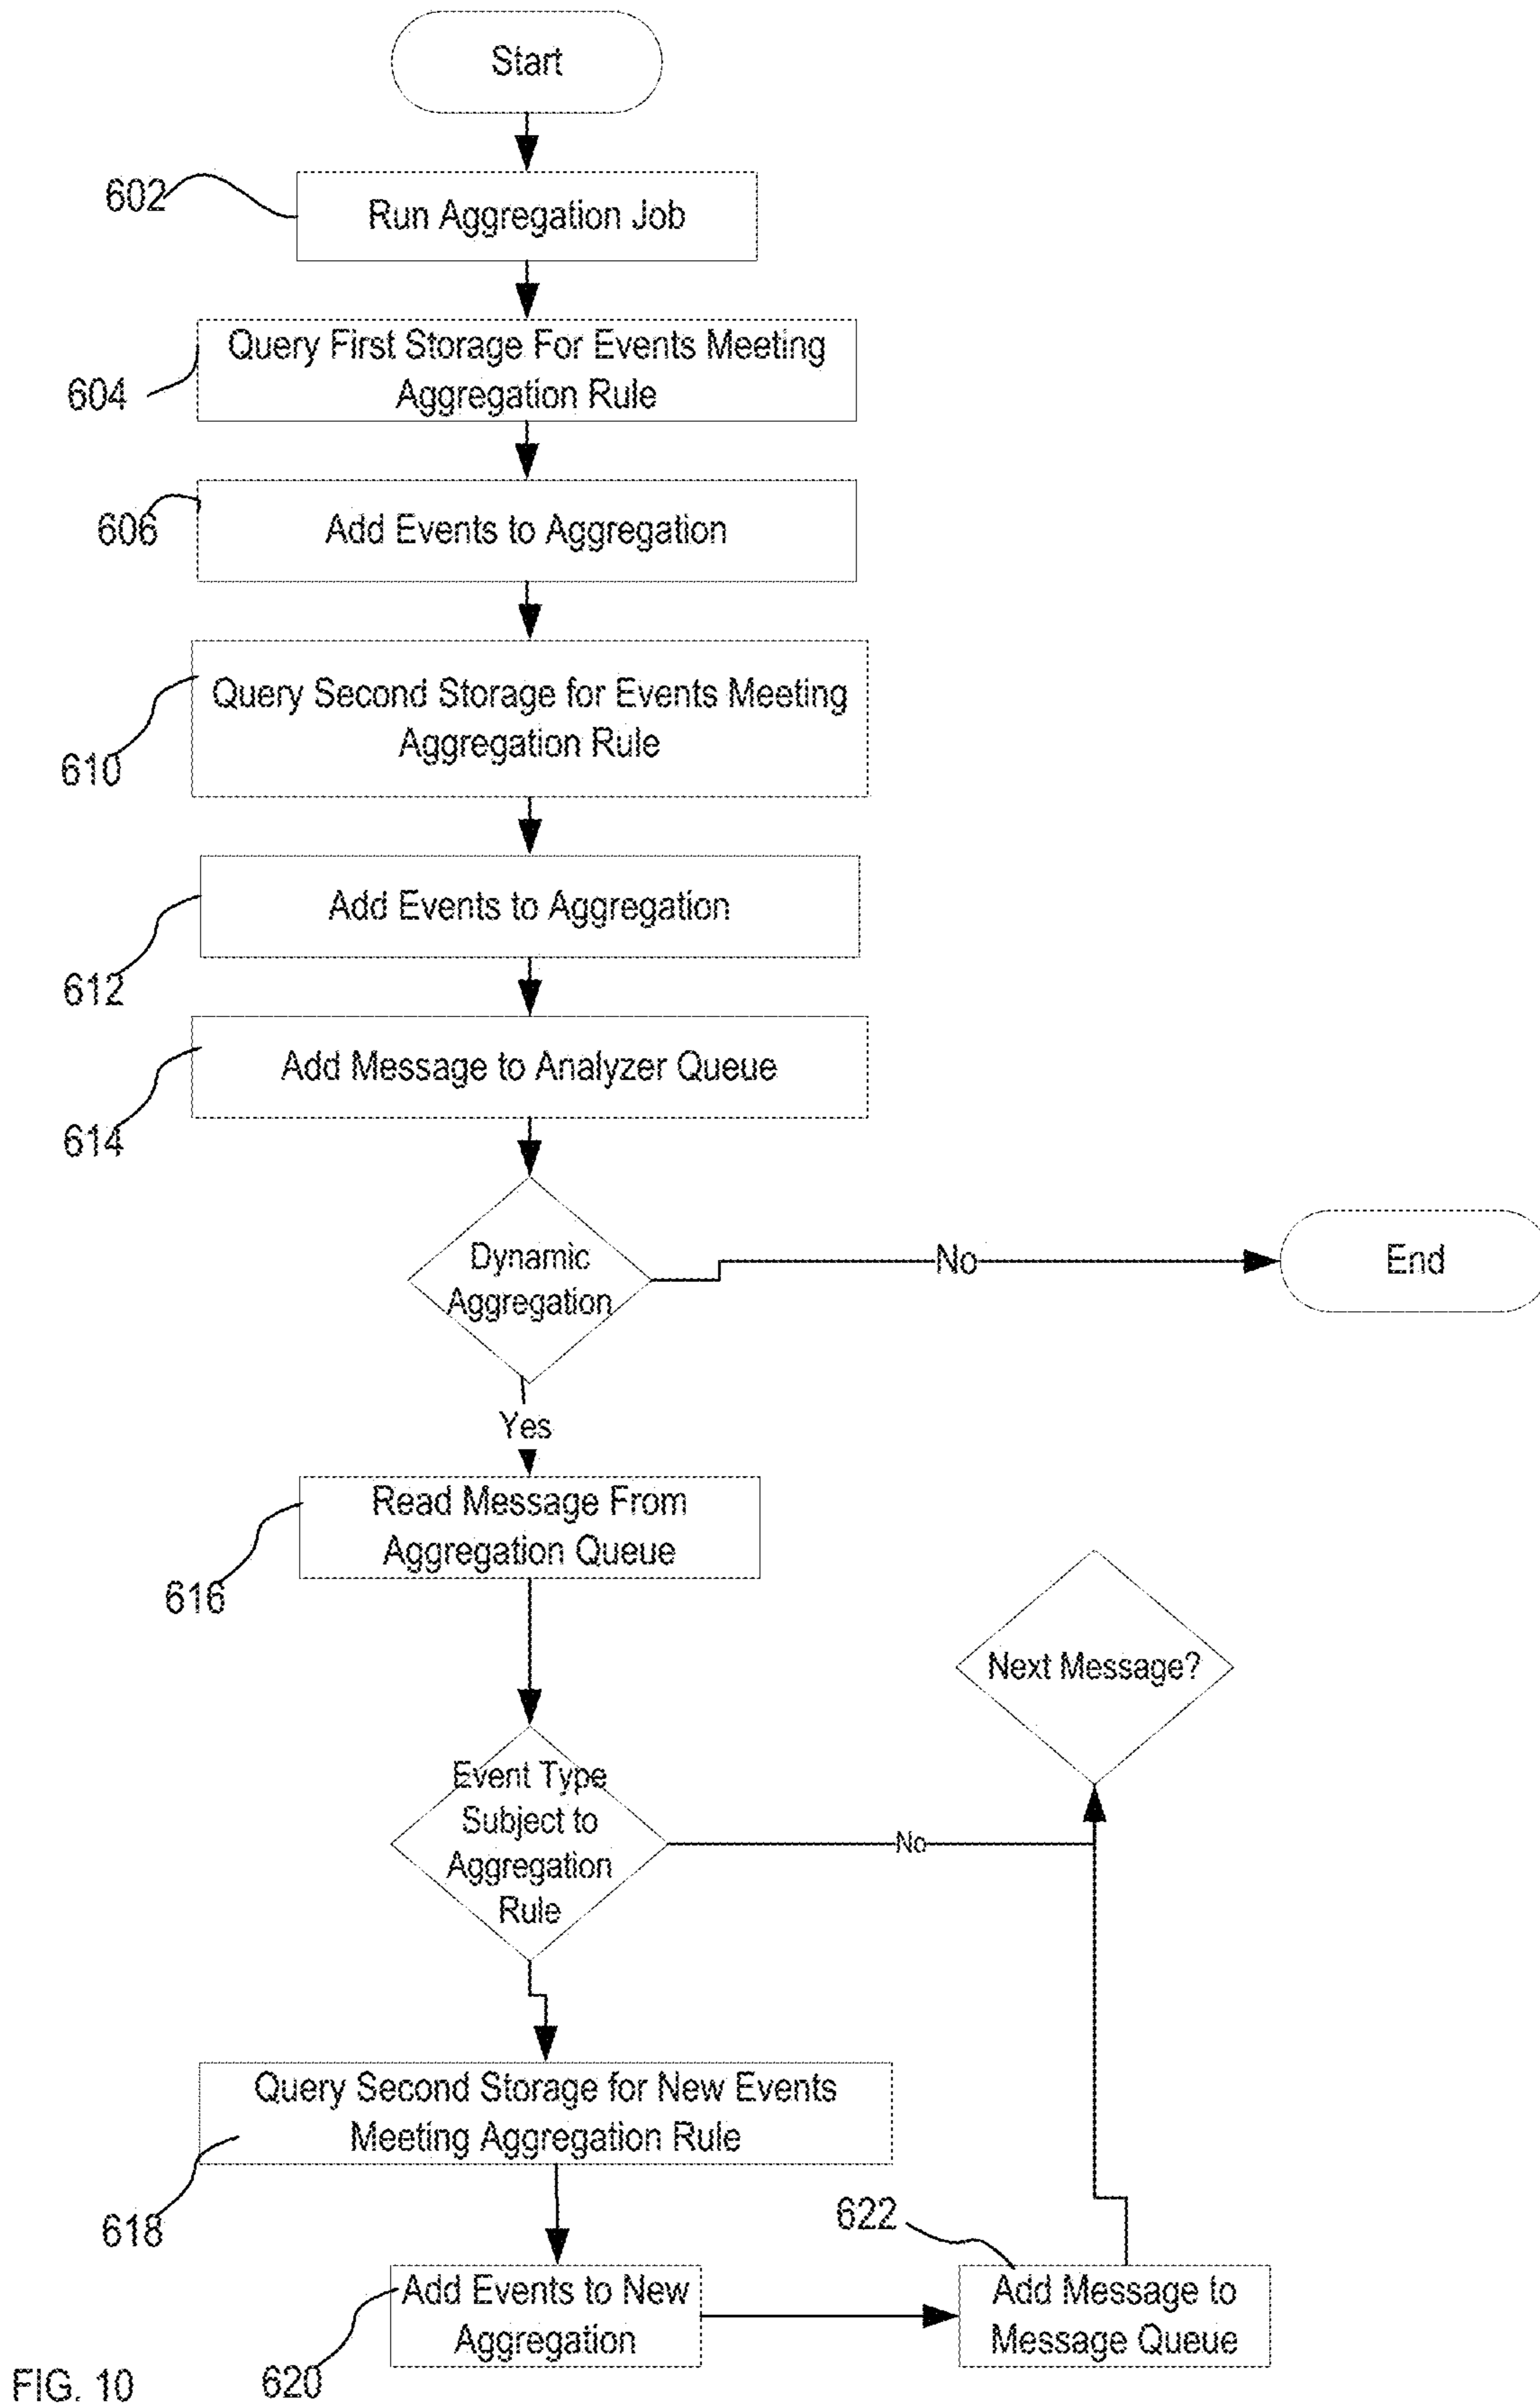 Start
602
Run Aggregation Job
Query First Storage For Events Meeting
Aggregation Rule
604
606
Add Events to Aggregation
Query Second Storage for Events Meeting
Aggregation Rule
610
Add Events to Aggregation
612
Add Message to Analyzer Queue
614
Dynamic
Aggregation
No
End
Yes
Read Message From
Aggregation Queue
616
Next Message?
Event Type
Subject to
Aggregation
Rule
No
Query Second Storage for New Events
Meeting Aggregation Rule
618
622
Add Events to New
Aggregation
620
Add Message to
Message Queue
FIG. 10